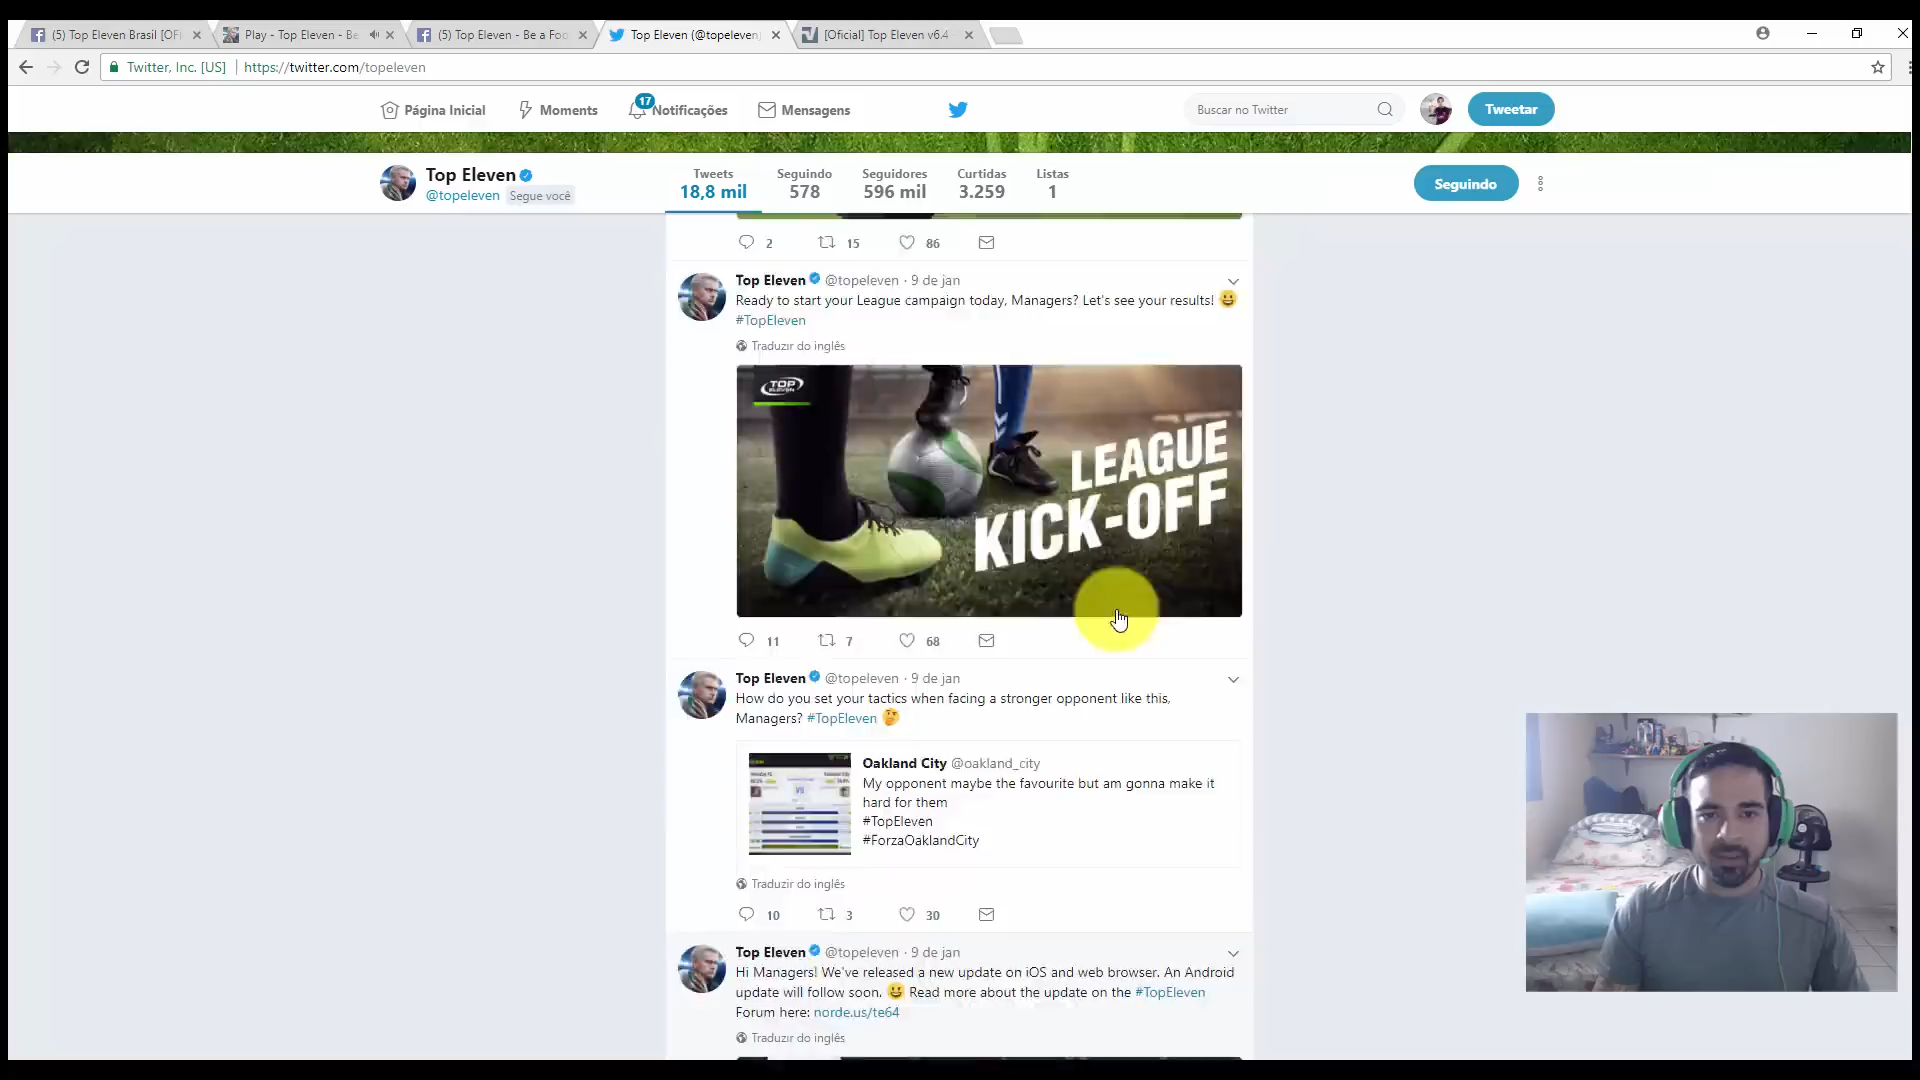 (5) Top Eleven Brasil [OFI
Play - Top Eleven - Be
(5) Top Eleven - Be a Foo
Top Eleven (@topeleven)
[Oficial] Top Eleven v6.4 -
Twitter, Inc. [US]
https://twitter.com/topeleven
Página Inicial
Moments
17
Notificações
Mensagens
Buscar no Twitter
Tweetar
Top Eleven
@topeleven Segue você
Tweets
18,8 mil
Seguindo
578
Seguidores
596 mil
Curtidas
3.259
Listas
1
Seguindo
2 15 86
Top Eleven @topeleven · 9 de jan
Ready to start your League campaign today, Managers? Let's see your results!
#TopEleven
Traduzir do inglês
TOP
ELEVEN
LEAGUE
KICK-OFF
11 7 68
Top Eleven @topeleven · 9 de jan
How do you set your tactics when facing a stronger opponent like this,
Managers? #TopEleven
Oakland City @oakland_city
My opponent maybe the favourite but am gonna make it
hard for them
#TopEleven
#ForzaOaklandCity
VS
Traduzir do inglês
10 3 30
Top Eleven @topeleven · 9 de jan
Hi Managers! We've released a new update on iOS and web browser. An Android
update will follow soon. Read more about the update on the #TopEleven
Forum here: norde.us/te64
Traduzir do inglês